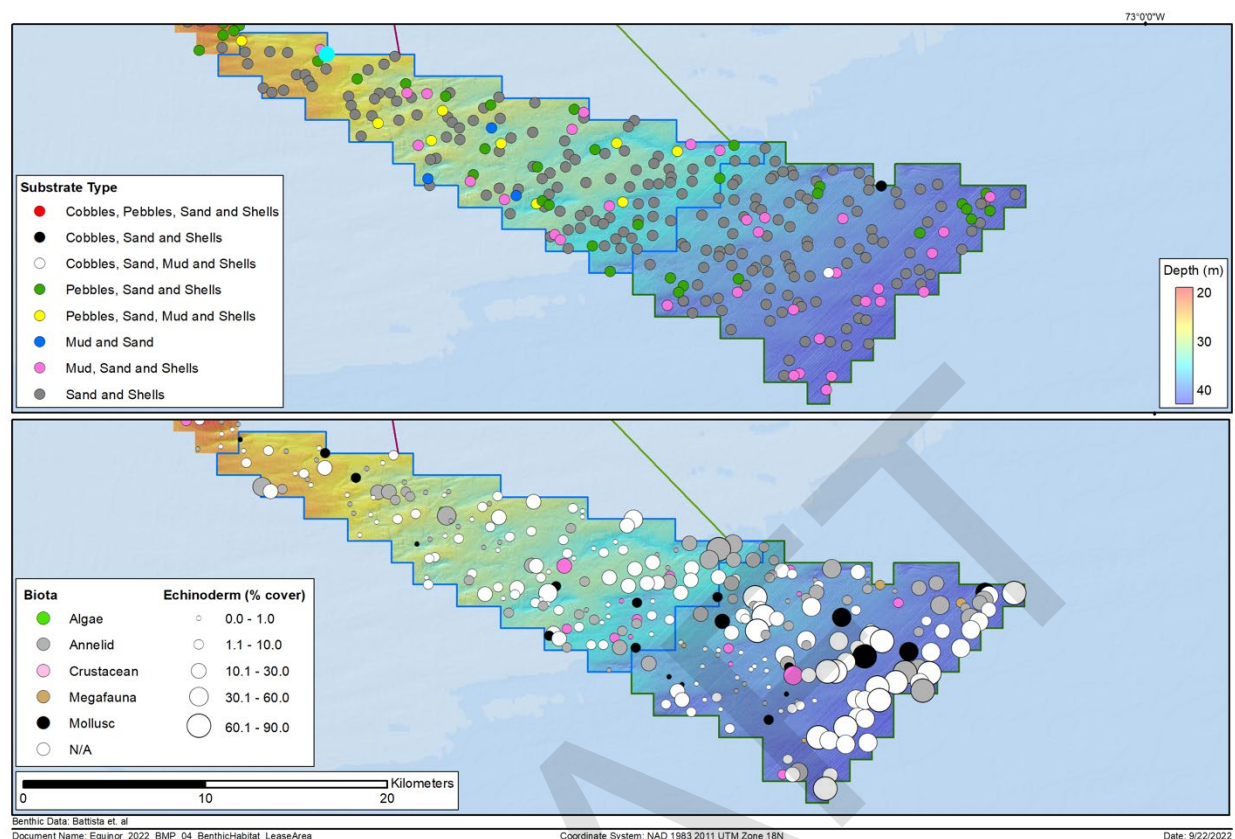 73°0'0"W
Substrate Type
Cobbles, Pebbles, Sand and Shells
Cobbles, Sand and Shells
Cobbles, Sand, Mud and Shells
Pebbles, Sand and Shells
Pebbles, Sand, Mud and Shells
Mud and Sand
Mud, Sand and Shells
Sand and Shells
Depth (m)
20
30
40
Biota Echinoderm (% cover)
Algae 0.0 - 1.0
Annelid 1.1 - 10.0
Crustacean 10.1 - 30.0
Megafauna 30.1 - 60.0
Mollusc 60.1 - 90.0
N/A
Kilometers
0 10 20
Benthic Data: Battista et. al
Document Name: Equinor_2022_BMP_04_BenthicHabitat_LeaseArea Coordinate System: NAD 1983 2011 UTM Zone 18N Date: 9/22/2022